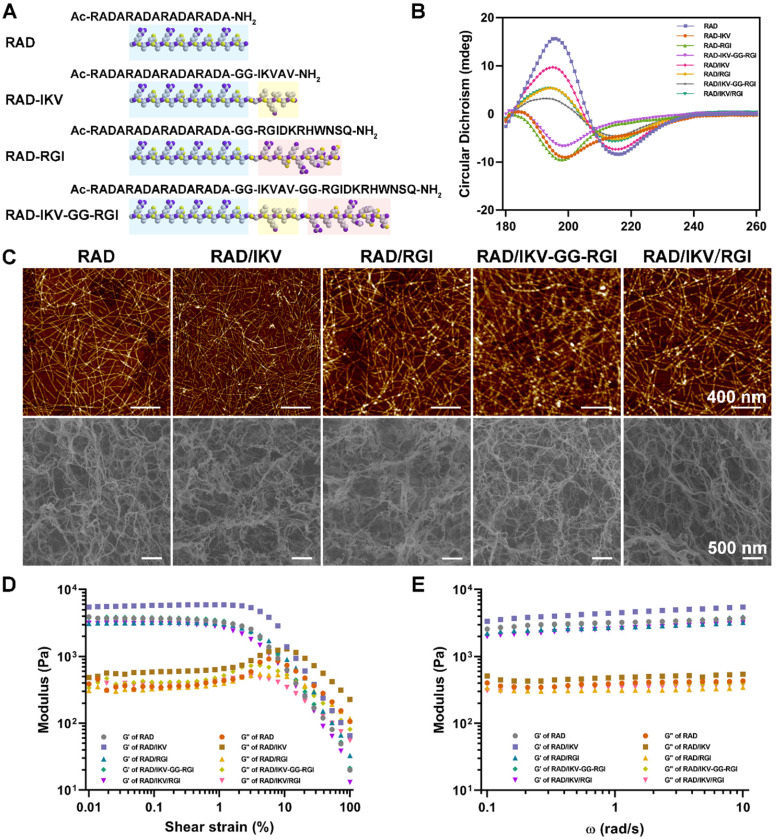 A
Ac-RADARADARADARADA-NH2
RAD
Ac-RADARADARADARADA-GG-IKVAV-NH2
RAD-IKV
Ac-RADARADARADARADA-GG-RGIDKRHWNSQ-NH2
RAD-RGI
Ac-RADARADARADARADA-GG-IKVAV-GG-RGIDKRHWNSQ-NH2
RAD-IKV-GG-RGI
B
Circular Dichroism (mdeg)
20
10
0
-10
-20
180
200
220
240
260
RAD
RAD-IKV
RAD-RGI
RAD-IKV-GG-RGI
RAD/IKV
RAD/RGI
RAD/IKV-GG-RGI
RAD/IKV/RGI
C
RAD
RAD/IKV
RAD/RGI
RAD/IKV-GG-RGI
RAD/IKV/RGI
400 nm
500 nm
D
Modulus (Pa)
10^4
10^3
10^2
10^1
0.01
0.1
1
10
100
Shear strain (%)
G' of RAD
G' of RAD/IKV
G' of RAD/RGI
G' of RAD/IKV-GG-RGI
G' of RAD/IKV/RGI
G'' of RAD
G'' of RAD/IKV
G'' of RAD/RGI
G'' of RAD/IKV-GG-RGI
G'' of RAD/IKV/RGI
E
Modulus (Pa)
10^4
10^3
10^2
10^1
0.1
1
10
ω (rad/s)
G' of RAD
G' of RAD/IKV
G' of RAD/RGI
G' of RAD/IKV-GG-RGI
G' of RAD/IKV/RGI
G'' of RAD
G'' of RAD/IKV
G'' of RAD/RGI
G'' of RAD/IKV-GG-RGI
G'' of RAD/IKV/RGI